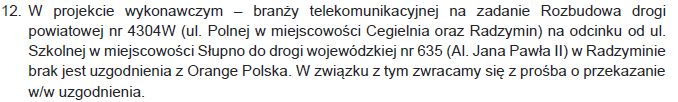 12. W projekcie wykonawczym – branży telekomunikacyjnej na zadanie Rozbudowa drogi
powiatowej nr 4304W (ul. Polnej w miejscowości Cegielnia oraz Radzymin) na odcinku od ul.
Szkolnej w miejscowości Słupno do drogi wojewódzkiej nr 635 (Al. Jana Pawła II) w Radzyminie
brak jest uzgodnienia z Orange Polska. W związku z tym zwracamy się z prośba o przekazanie
w/w uzgodnienia.